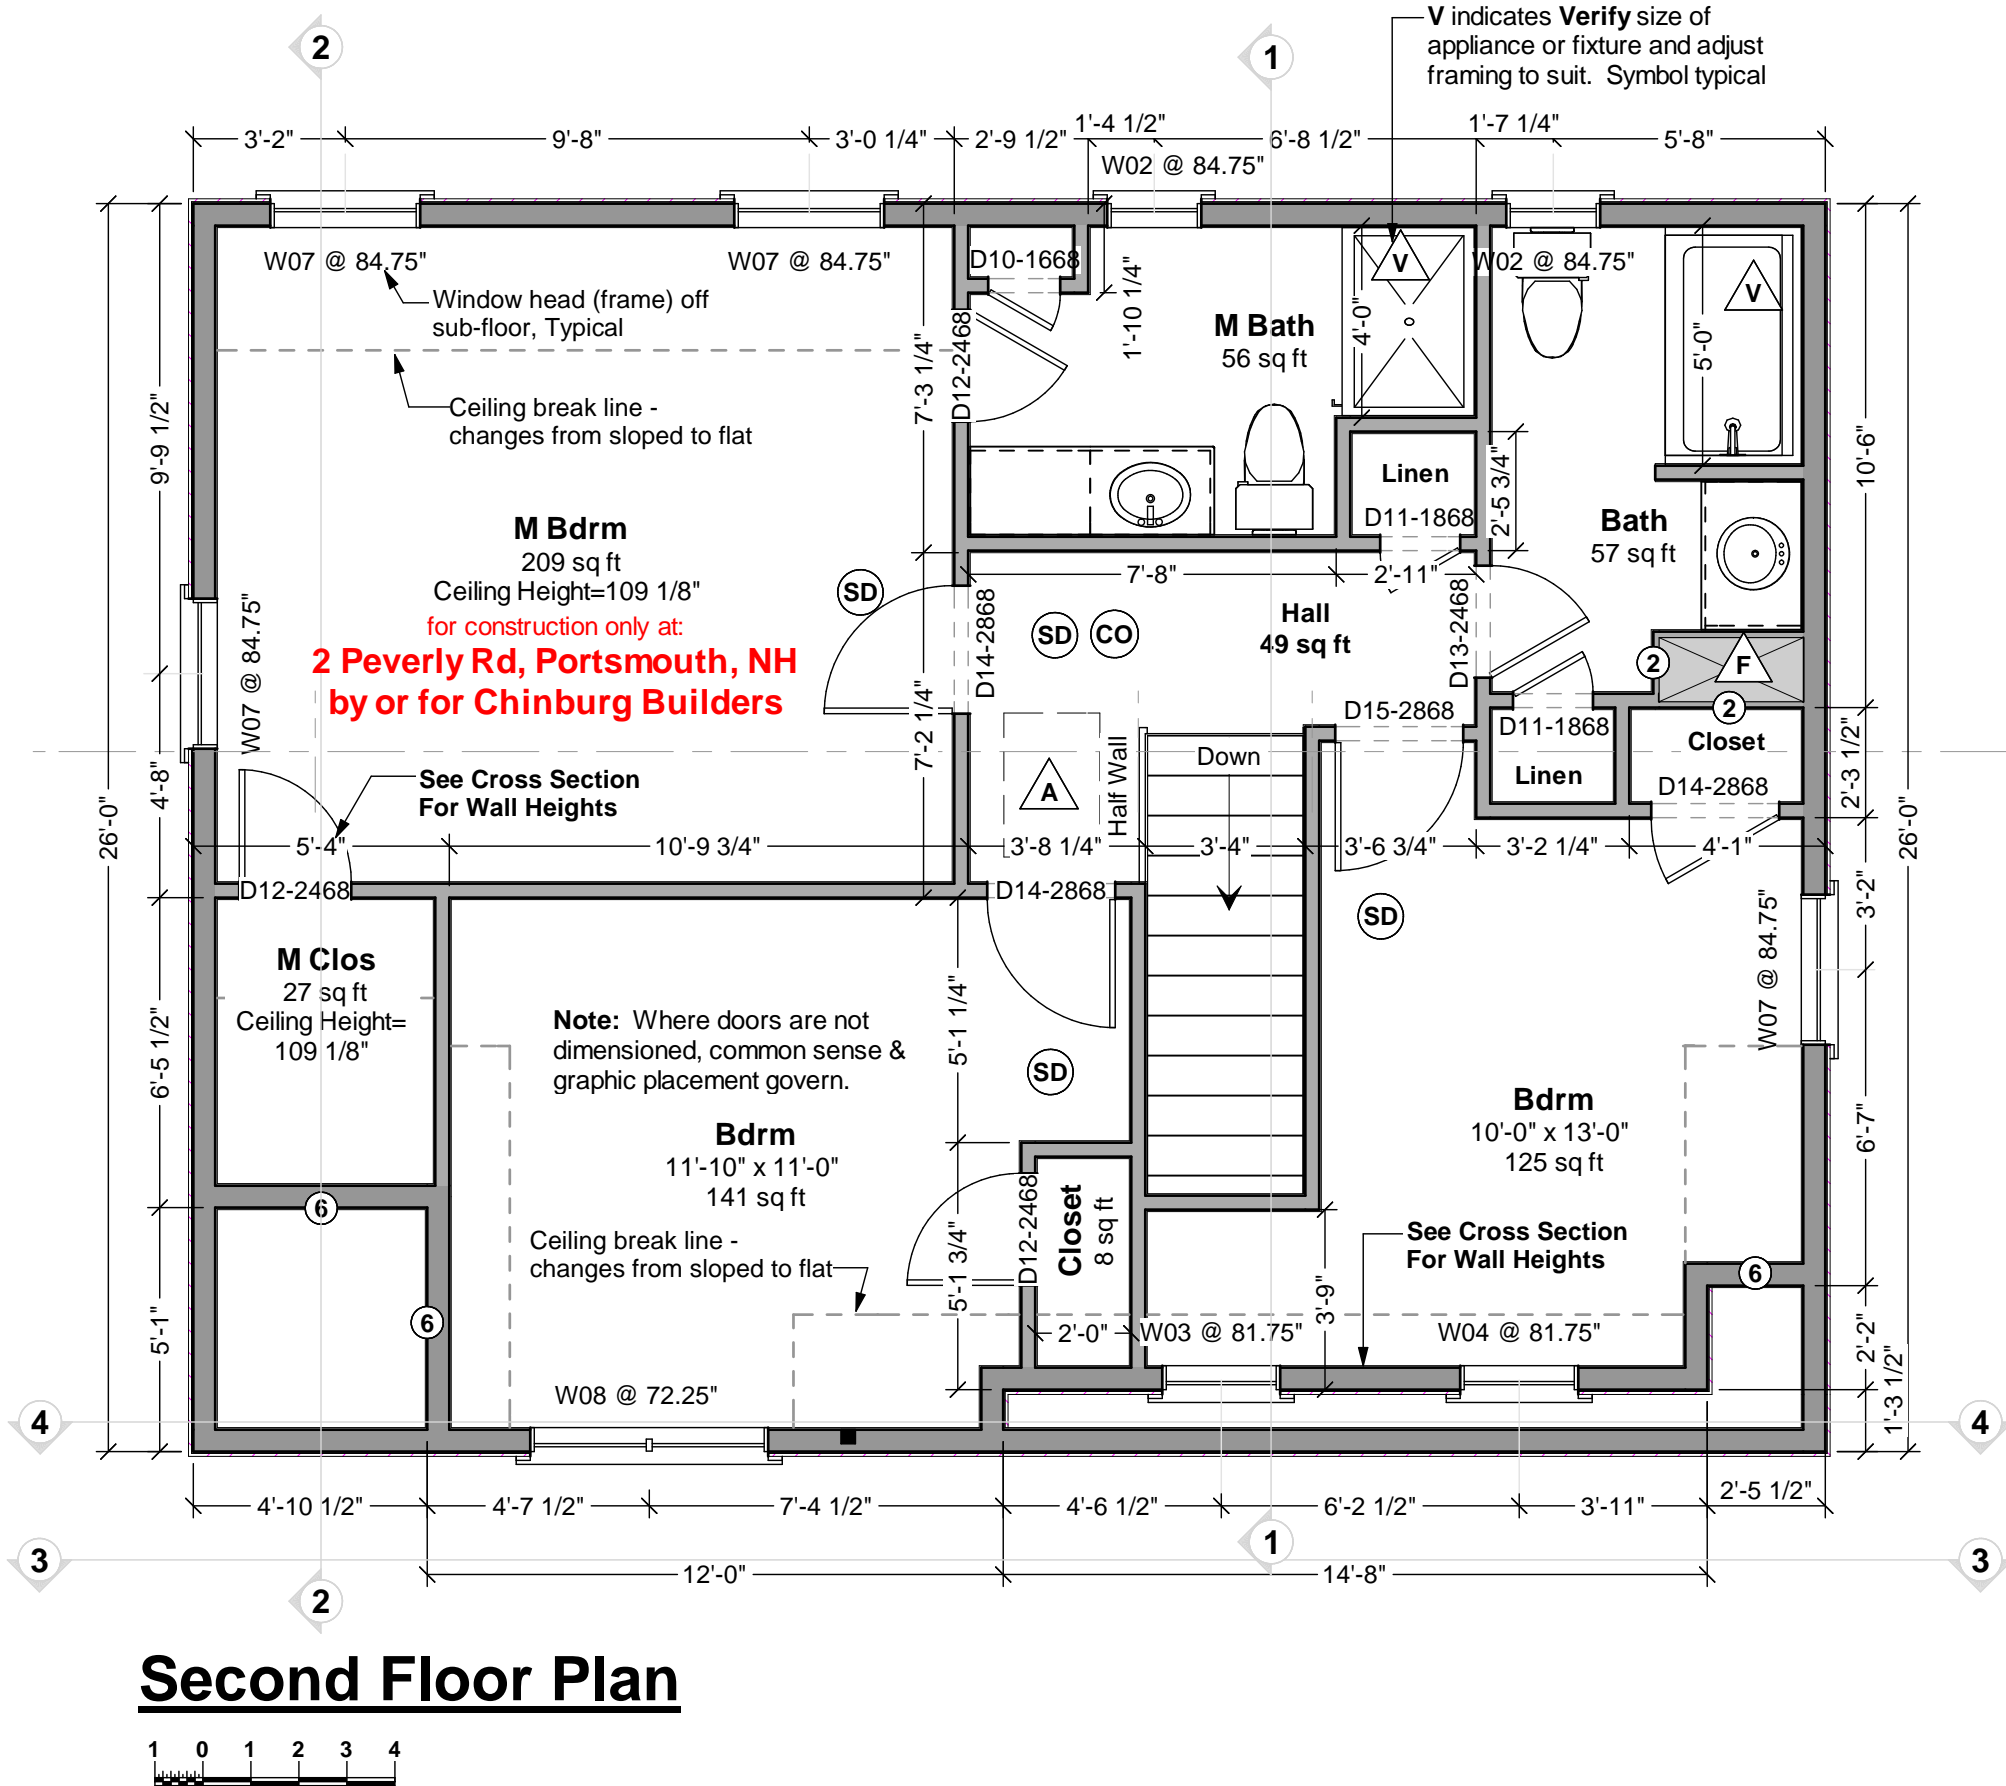 V indicates Verify size of
appliance or fixture and adjust
framing to suit.  Symbol typical
2
1
3'-2"
9'-8"
3'-0 1/4"
2'-9 1/2"
1'-4 1/2"
6'-8 1/2"
1'-7 1/4"
5'-8"
W02 @ 84.75"
W07 @ 84.75"
W07 @ 84.75"
D10-1668
V
W02 @ 84.75"
V
Window head (frame) off
sub-floor, Typical
Ceiling break line -
changes from sloped to flat
7'-3 1/4"
D12-2468
1'-10 1/4"
M Bath
56 sq ft
4'-0"
5'-0"
9'-9 1/2"
10'-6"
Linen
D11-1868
2'-5 3/4"
Bath
57 sq ft
M Bdrm
209 sq ft
Ceiling Height=109 1/8"
for construction only at:
2 Peverly Rd, Portsmouth, NH
by or for Chinburg Builders
SD
7'-8"
2'-11"
D14-2868
SD
CO
Hall
49 sq ft
D13-2468
2
F
2
W07 @ 84.75"
7'-2 1/4"
D15-2868
D11-1868
Linen
Closet
D14-2868
2'-3 1/2"
Half Wall
Down
A
See Cross Section
For Wall Heights
4'-8"
26'-0"
26'-0"
5'-4"
10'-9 3/4"
3'-8 1/4"
3'-4"
3'-6 3/4"
3'-2 1/4"
4'-1"
D12-2468
D14-2868
SD
3'-2"
W07 @ 84.75"
M Clos
27 sq ft
Ceiling Height=
109 1/8"
6'-5 1/2"
Note:  Where doors are not
dimensioned, common sense &
graphic placement govern.
5'-1 1/4"
SD
Bdrm
11'-10" x 11'-0"
141 sq ft
Bdrm
10'-0" x 13'-0"
125 sq ft
6'-7"
6
6
6
Ceiling break line -
changes from sloped to flat
5'-1 3/4"
D12-2468
Closet
8 sq ft
See Cross Section
For Wall Heights
3'-9"
5'-1"
2'-0"
W03 @ 81.75"
W04 @ 81.75"
2'-2"
1'-3 1/2"
W08 @ 72.25"
4
4
4'-10 1/2"
4'-7 1/2"
7'-4 1/2"
4'-6 1/2"
6'-2 1/2"
3'-11"
2'-5 1/2"
1
3
12'-0"
14'-8"
3
2
Second Floor Plan
1 0 1 2 3 4